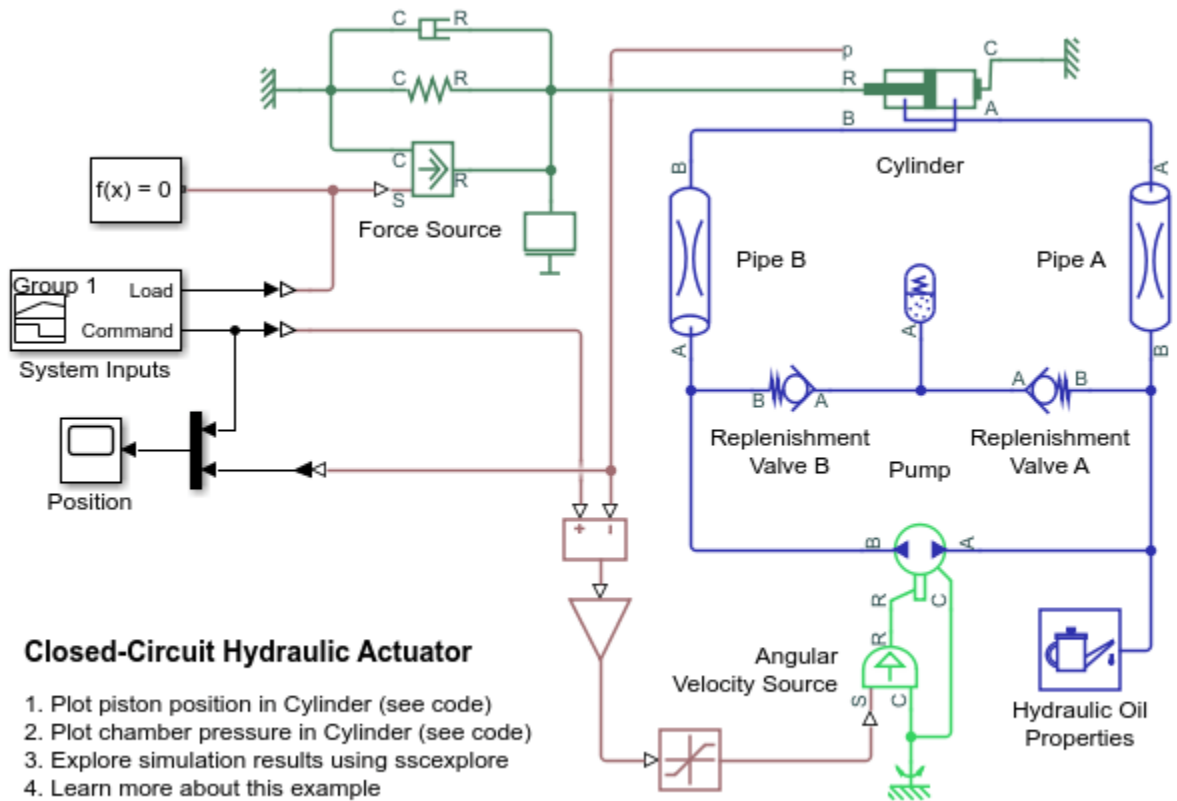 C R
p
C
C R
R
B
A
C
R
S
Cylinder
f(x) = 0
Force Source
B
A
Pipe B
Pipe A
Group 1
Load
Command
System Inputs
A
A
B
B A
A B
Replenishment
Valve B
Replenishment
Valve A
Pump
Position
+ -
B A
R C
R
Angular
Velocity Source
S C
Hydraulic Oil
Properties
Closed-Circuit Hydraulic Actuator
1. Plot piston position in Cylinder (see code)
2. Plot chamber pressure in Cylinder (see code)
3. Explore simulation results using sscexplore
4. Learn more about this example